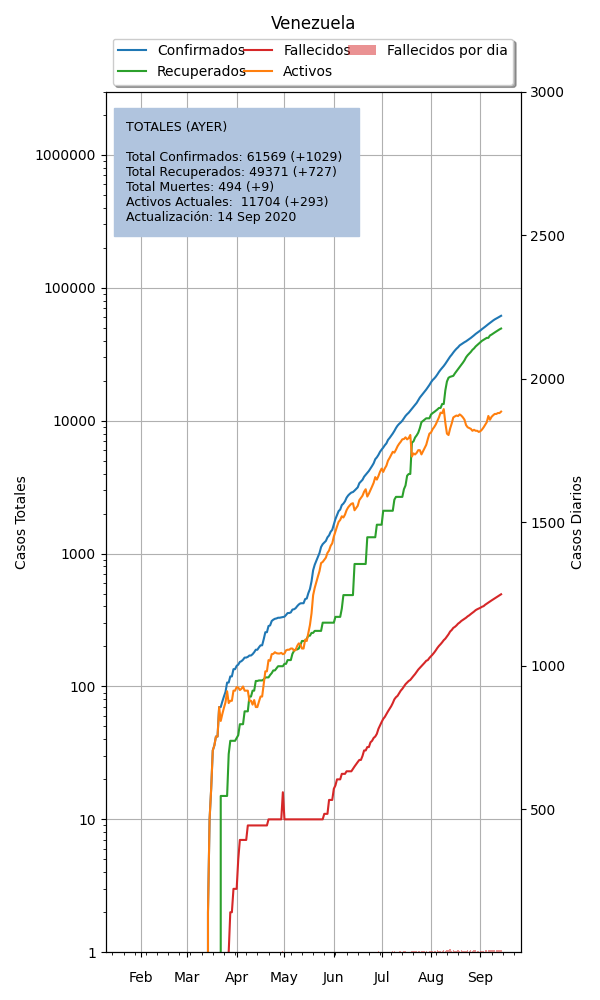 Venezuela
Confirmados Fallecidos Fallecidos por dia
Recuperados Activos
TOTALES (AYER)
Total Confirmados: 61569 (+1029)
Total Recuperados: 49371 (+727)
Total Muertes: 494 (+9)
Activos Actuales:  11704 (+293)
Actualización: 14 Sep 2020
Casos Totales
1000000
100000
10000
1000
100
10
1
Feb Mar Apr May Jun Jul Aug Sep
3000
2500
2000
1500
1000
500
Casos Diarios